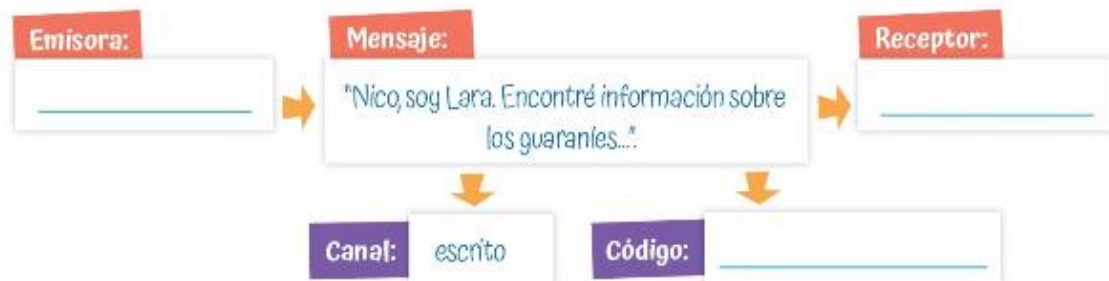 Emisora:
Mensaje:
Receptor:
"Nico, soy Lara. Encontré información sobre
los guaraníes...".
Canal:
escrito
Código: